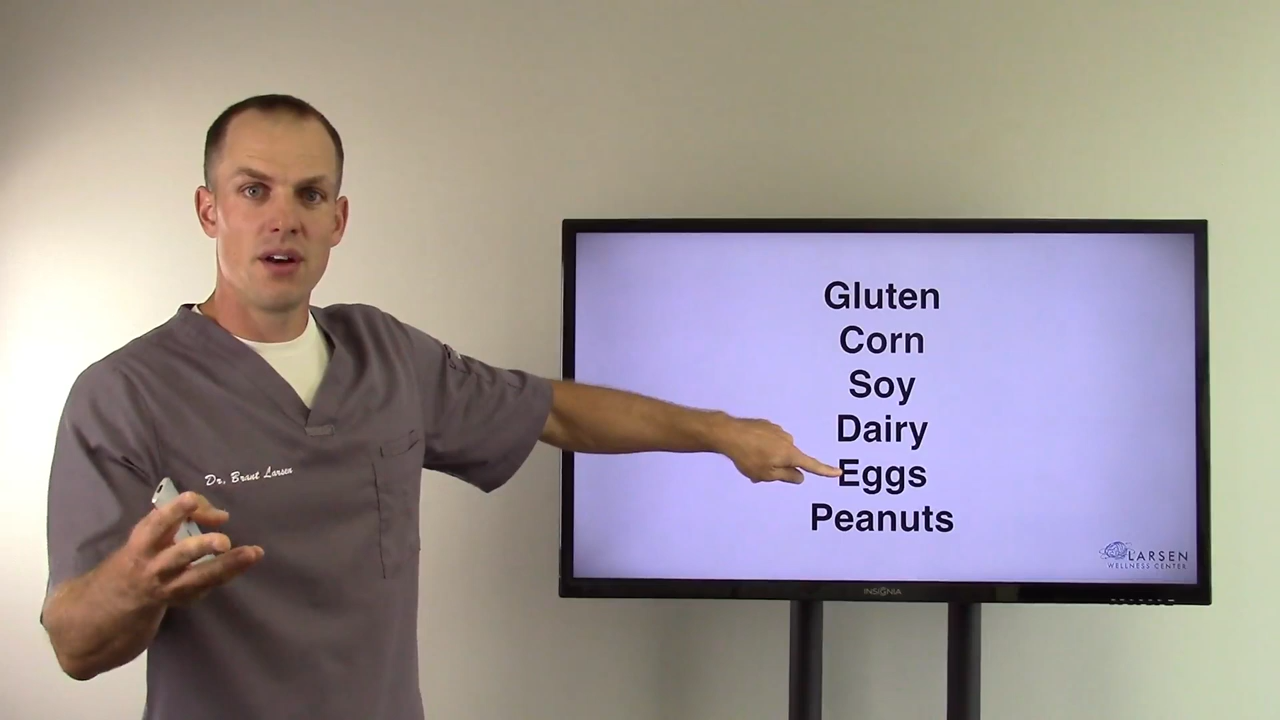 Dr. Brant Larsen
Gluten
Corn
Soy
Dairy
Eggs
Peanuts
LARSEN
WELLNESS CENTER
INSIGNIA